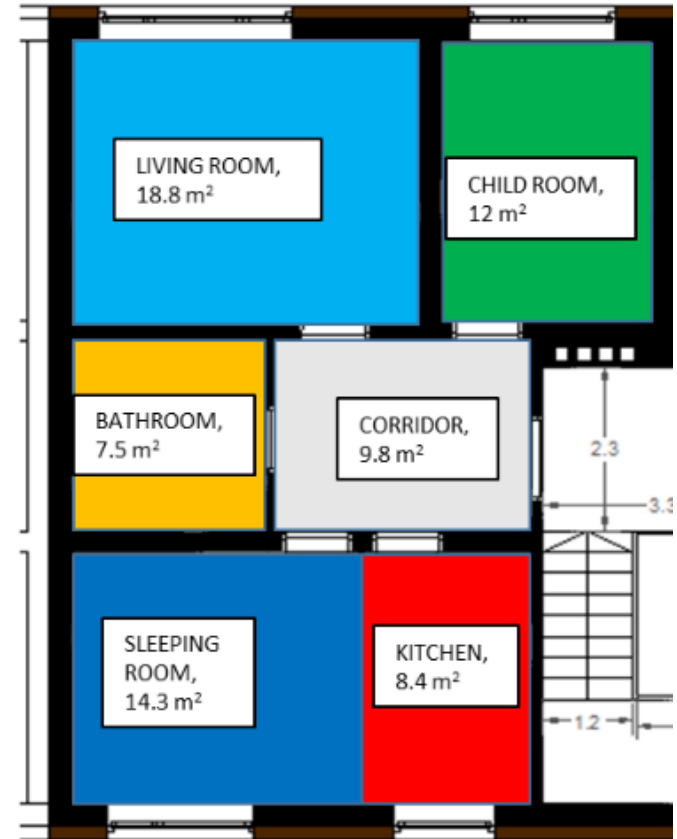 LIVING ROOM,
18.8 m²
CHILD ROOM,
12 m²
BATHROOM,
7.5 m²
CORRIDOR,
9.8 m²
2.3
3.3
SLEEPING
ROOM,
14.3 m²
KITCHEN,
8.4 m²
1.2